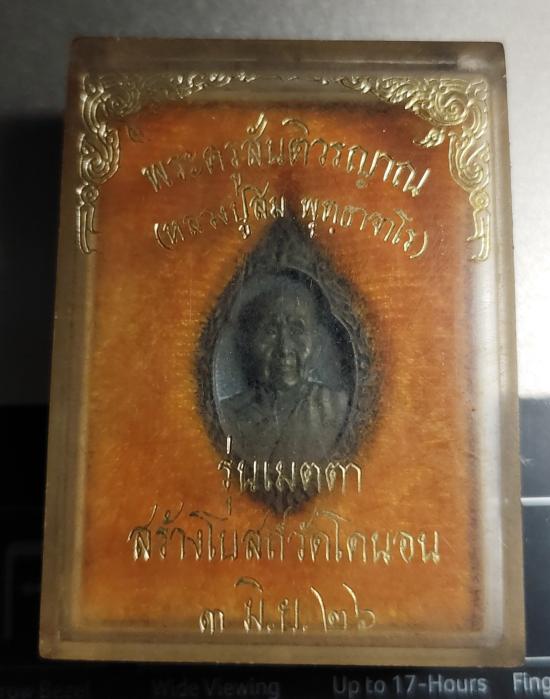 พระครูสันติวรญาณ
(หลวงปู่สิม พุทฺธาจาโร)
รุ่นเมตตา
สร้างโบสถ์วัดโคนอน
๓ มิ.ย. ๒๖
Wide Viewing Up to 17-Hours